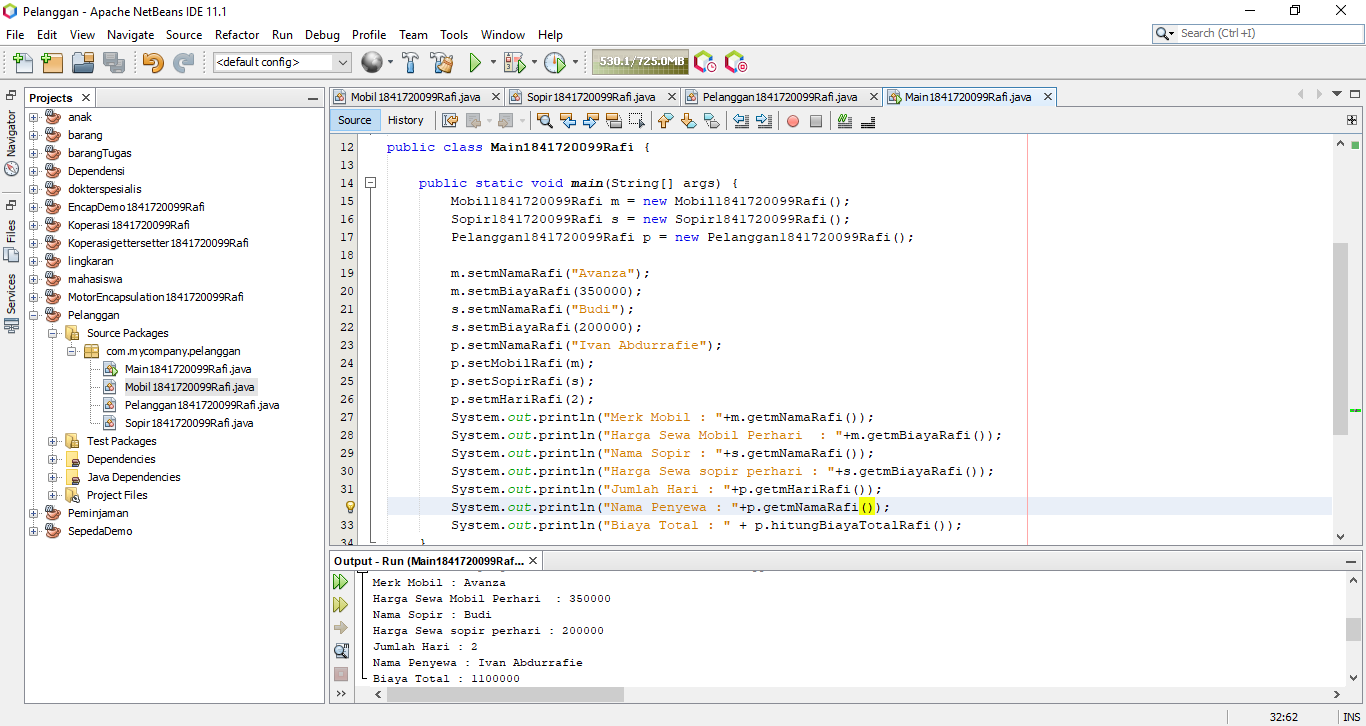 Pelanggan - Apache NetBeans IDE 11.1
File Edit View Navigate Source Refactor Run Debug Profile Team Tools Window Help
Search (Ctrl+I)
<default config>
530.1/725.0MB
Navigator
Files
Services
Projects
anak
barang
barangTugas
Dependensi
dokterspesialis
EncapDemo1841720099Rafi
Koperasi1841720099Rafi
Koperasigettersetter1841720099Rafi
lingkaran
mahasiswa
MotorEncapsulation1841720099Rafi
Pelanggan
Source Packages
com.mycompany.pelanggan
Main1841720099Rafi.java
Mobil1841720099Rafi.java
Pelanggan1841720099Rafi.java
Sopir1841720099Rafi.java
Test Packages
Dependencies
Java Dependencies
Project Files
Peminjaman
SepedaDemo
Mobil1841720099Rafi.java Sopir1841720099Rafi.java Pelanggan1841720099Rafi.java Main1841720099Rafi.java
Source History
12 public class Main1841720099Rafi {
13
14 public static void main(String[] args) {
15 Mobil1841720099Rafi m = new Mobil1841720099Rafi();
16 Sopir1841720099Rafi s = new Sopir1841720099Rafi();
17 Pelanggan1841720099Rafi p = new Pelanggan1841720099Rafi();
18
19 m.setmNamaRafi("Avanza");
20 m.setmBiayaRafi(350000);
21 s.setmNamaRafi("Budi");
22 s.setmBiayaRafi(200000);
23 p.setmNamaRafi("Ivan Abdurrafie");
24 p.setMobilRafi(m);
25 p.setSopirRafi(s);
26 p.setmHariRafi(2);
27 System.out.println("Merk Mobil : "+m.getmNamaRafi());
28 System.out.println("Harga Sewa Mobil Perhari  : "+m.getmBiayaRafi());
29 System.out.println("Nama Sopir : "+s.getmNamaRafi());
30 System.out.println("Harga Sewa sopir perhari : "+s.getmBiayaRafi());
31 System.out.println("Jumlah Hari : "+p.getmHariRafi());
System.out.println("Nama Penyewa : "+p.getmNamaRafi());
33 System.out.println("Biaya Total : " + p.hitungBiayaTotalRafi());
34 }
Output - Run (Main1841720099Raf...
Merk Mobil : Avanza
Harga Sewa Mobil Perhari  : 350000
Nama Sopir : Budi
Harga Sewa sopir perhari : 200000
Jumlah Hari : 2
Nama Penyewa : Ivan Abdurrafie
Biaya Total : 1100000
32:62 INS